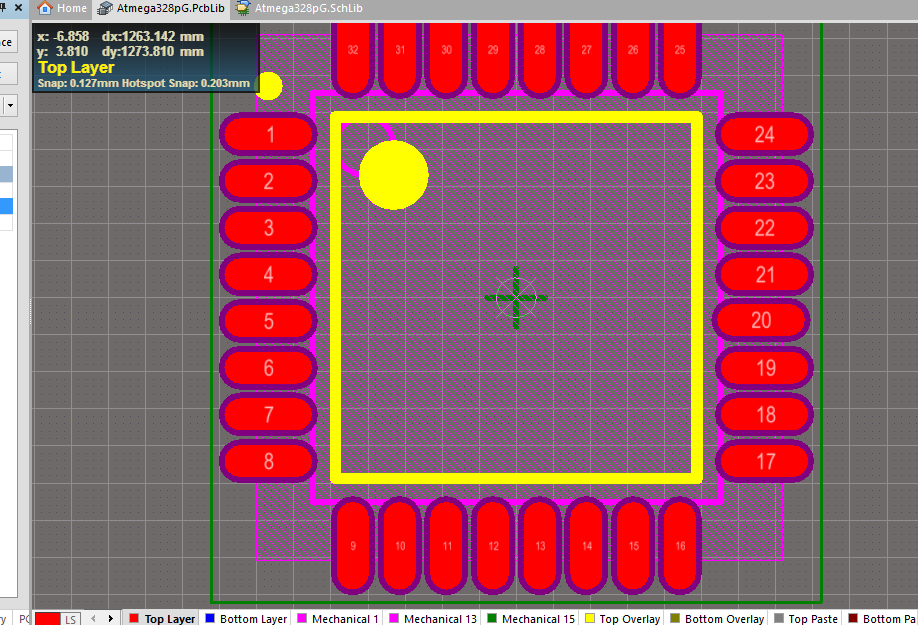 Home Atmega328pG.PcbLib Atmega328pG.SchLib
x: -6.858 dx:1263.142 mm
y: 3.810 dy:1273.810 mm
Top Layer
Snap: 0.127mm Hotspot Snap: 0.203mm
32 31 30 29 28 27 26 25
1 24
2 23
3 22
4 21
5 20
6 19
7 18
8 17
9 10 11 12 13 14 15 16
LS Top Layer Bottom Layer Mechanical 1 Mechanical 13 Mechanical 15 Top Overlay Bottom Overlay Top Paste Bottom Pa